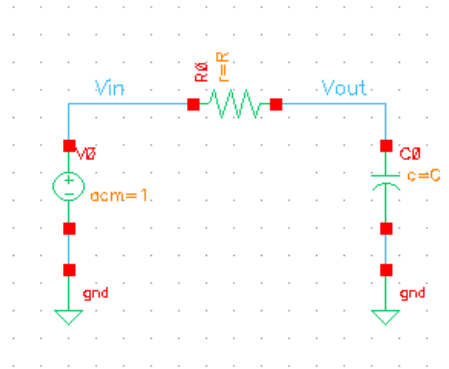 Vin
R0
r=R
Vout
V0
acm=1.
C0
c=C
gnd
gnd